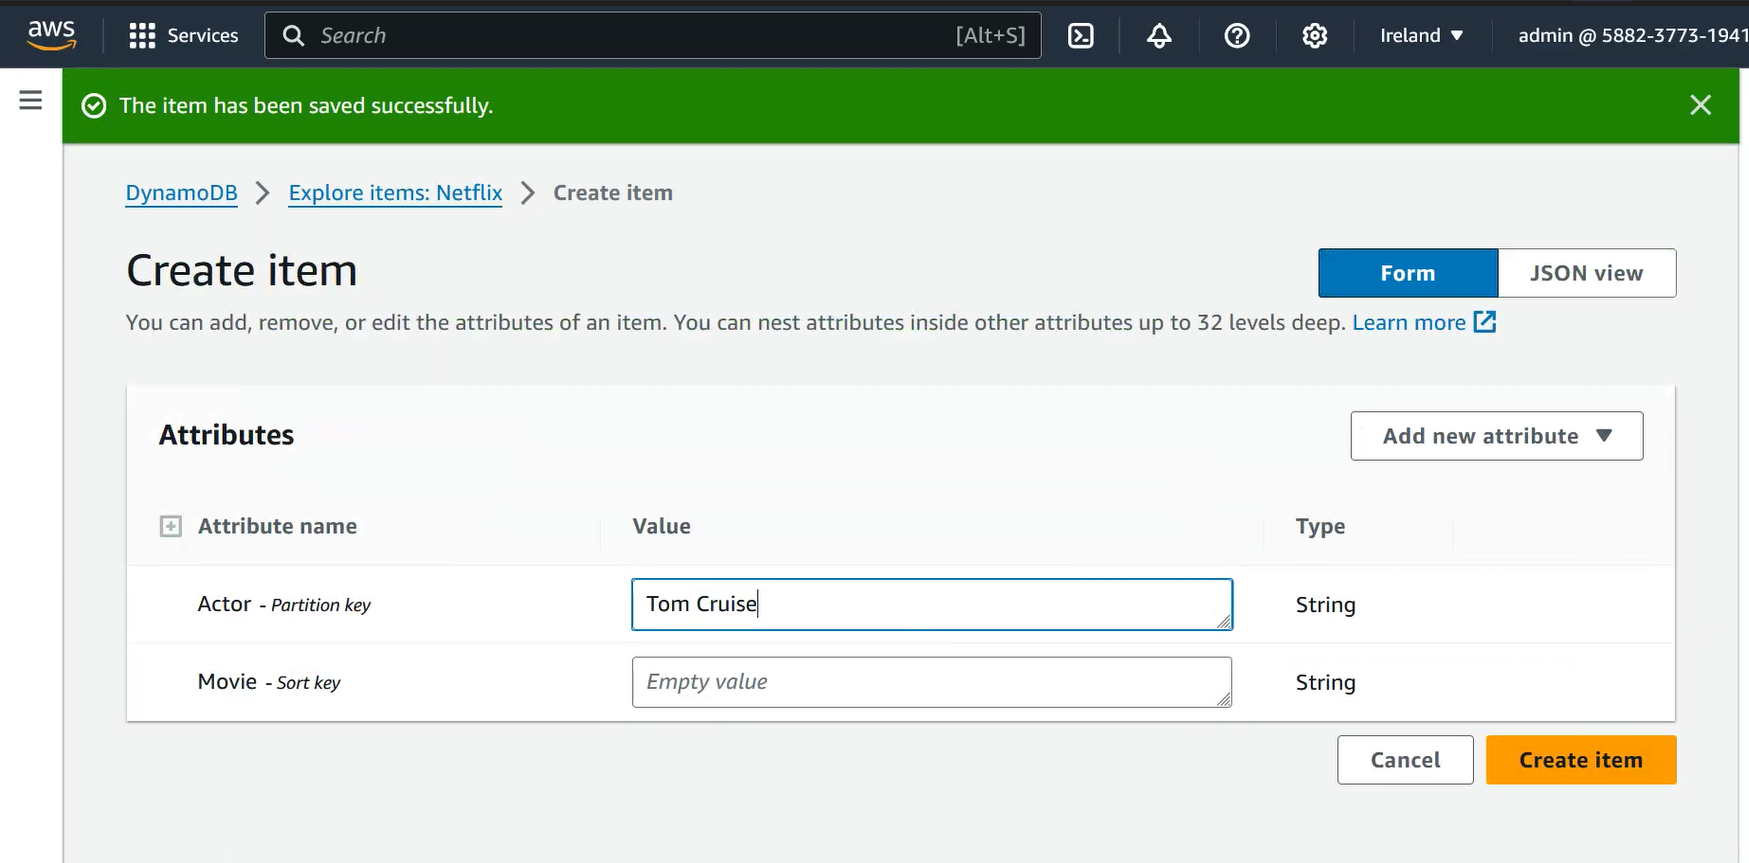 aws Services Search [Alt+S] Ireland ▼ admin @ 5882-3773-1941
The item has been saved successfully.
DynamoDB > Explore items: Netflix > Create item
Create item
Form JSON view
You can add, remove, or edit the attributes of an item. You can nest attributes inside other attributes up to 32 levels deep. Learn more
Attributes
Add new attribute ▼
Attribute name Value Type
Actor - Partition key Tom Cruise String
Movie - Sort key Empty value String
Cancel Create item